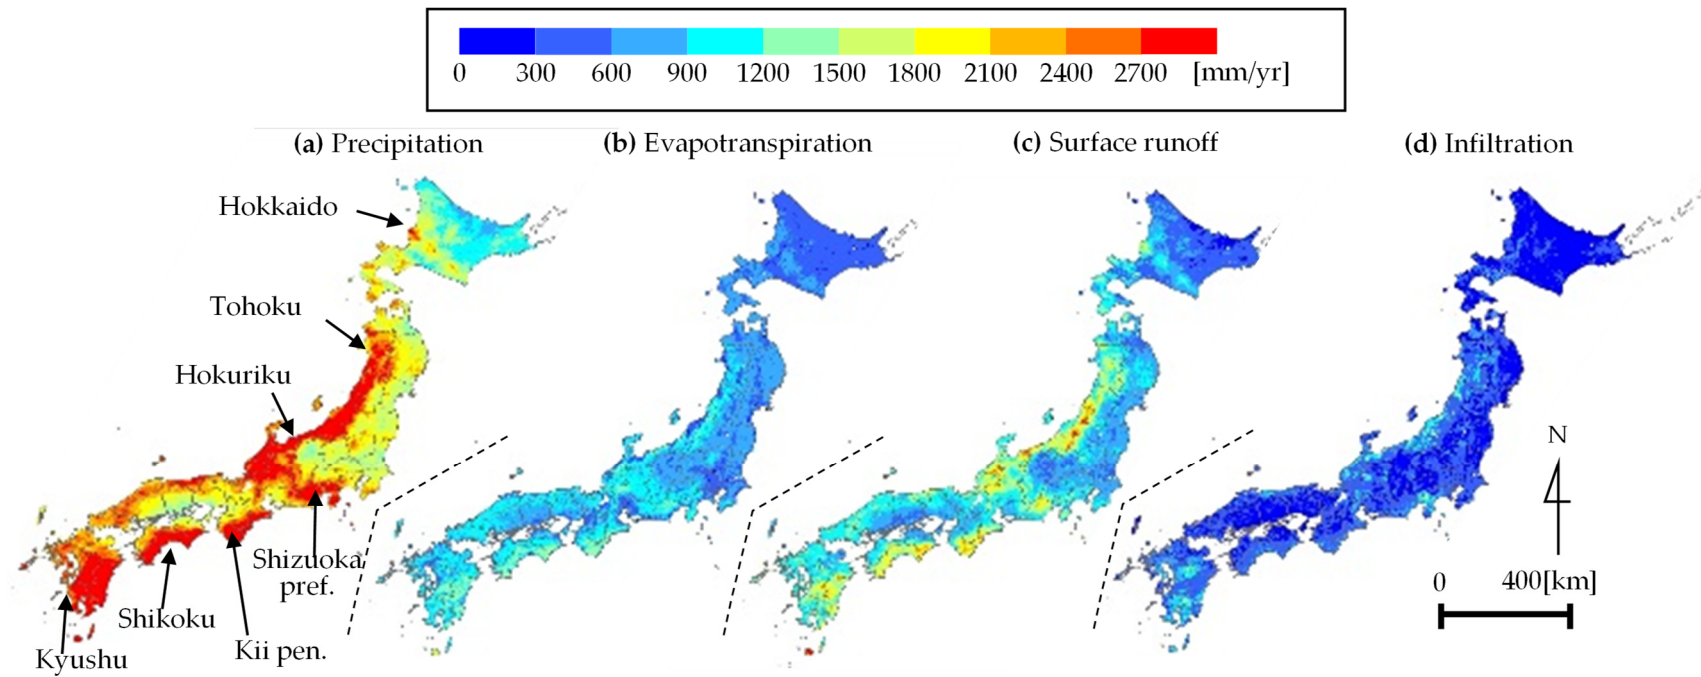 0 300 600 900 1200 1500 1800 2100 2400 2700 [mm/yr]
(a) Precipitation
(b) Evapotranspiration
(c) Surface runoff
(d) Infiltration
Hokkaido
Tohoku
Hokuriku
Shizuoka
pref.
Shikoku
Kii pen.
Kyushu
N
0 400[km]